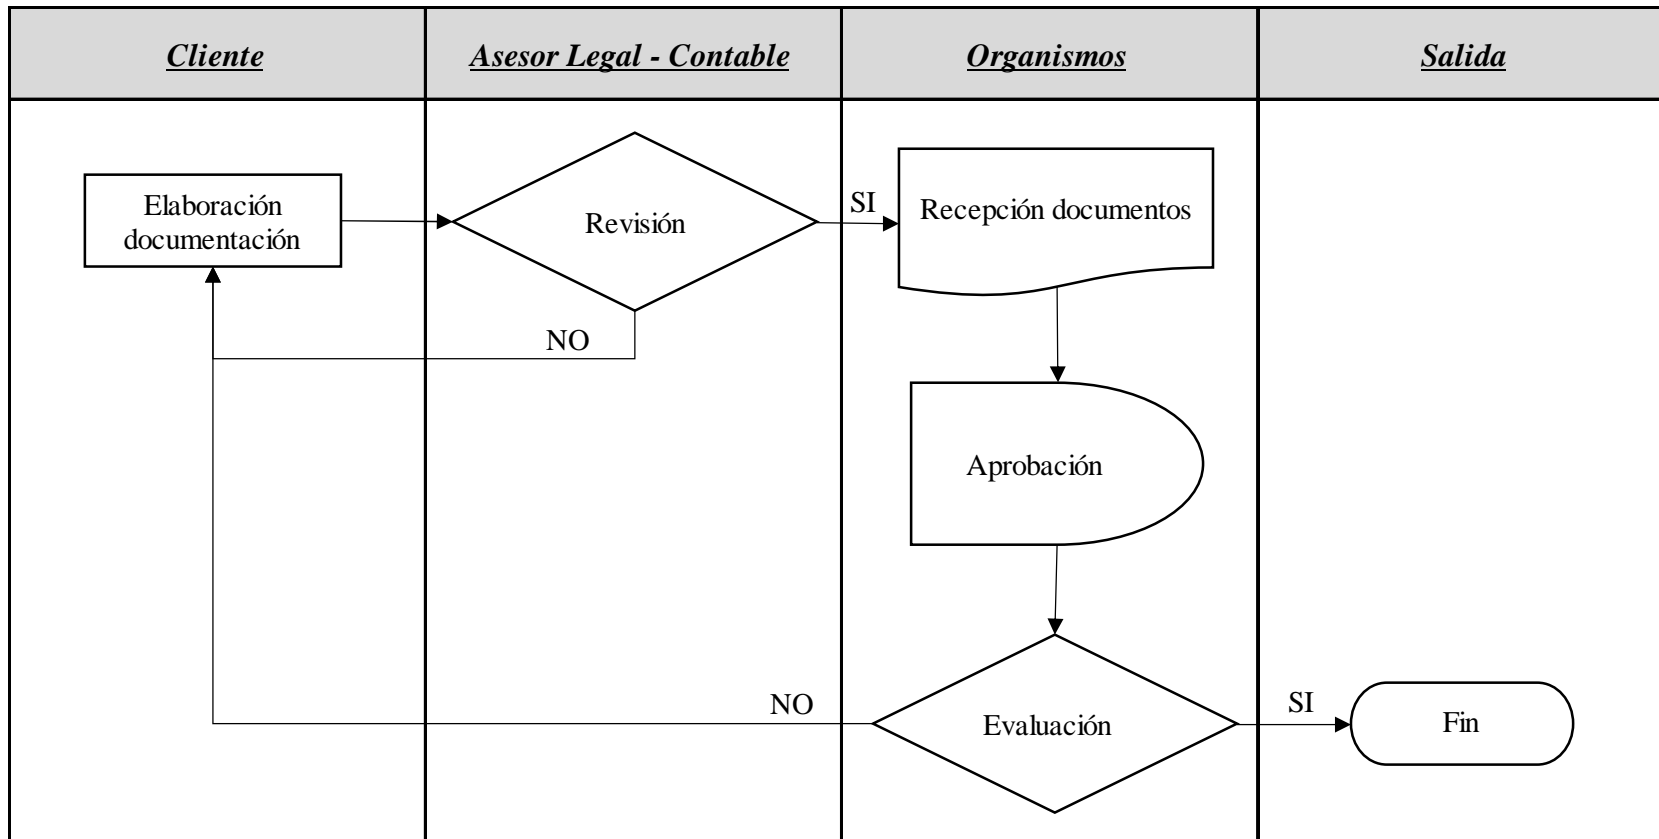 Cliente
Asesor Legal - Contable
Organismos
Salida
Elaboración
documentación
Revisión
SI
Recepción documentos
NO
Aprobación
NO
Evaluación
SI
Fin